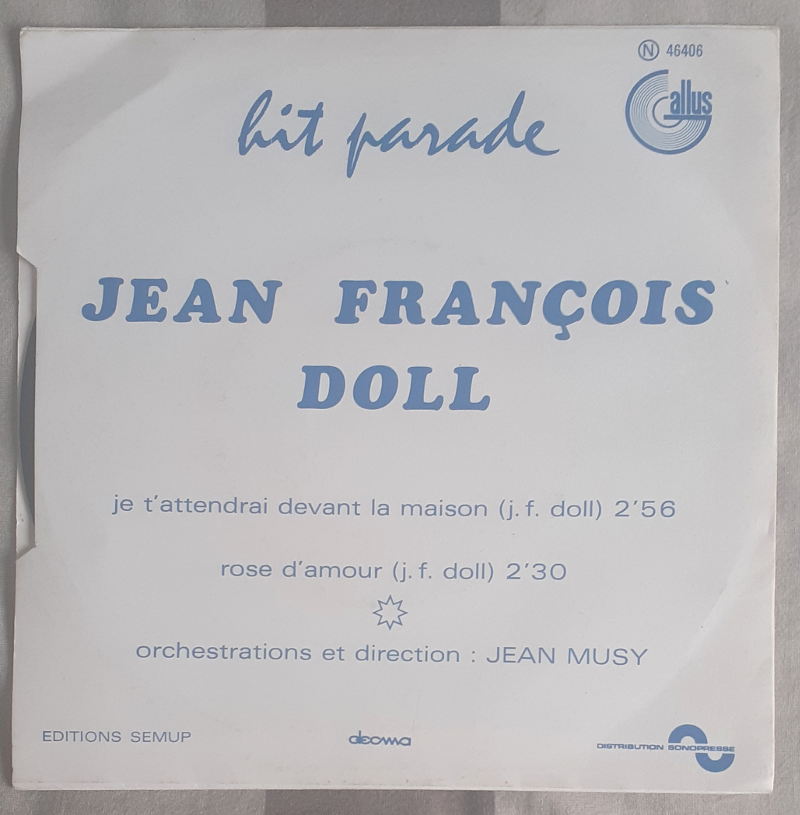 Ⓝ 46406
Gallus
hit parade
JEAN FRANÇOIS
DOLL
je t'attendrai devant la maison (j. f. doll) 2'56
rose d'amour (j. f. doll) 2'30
orchestrations et direction : JEAN MUSY
EDITIONS SEMUP
DISTRIBUTION SONOPRESSE